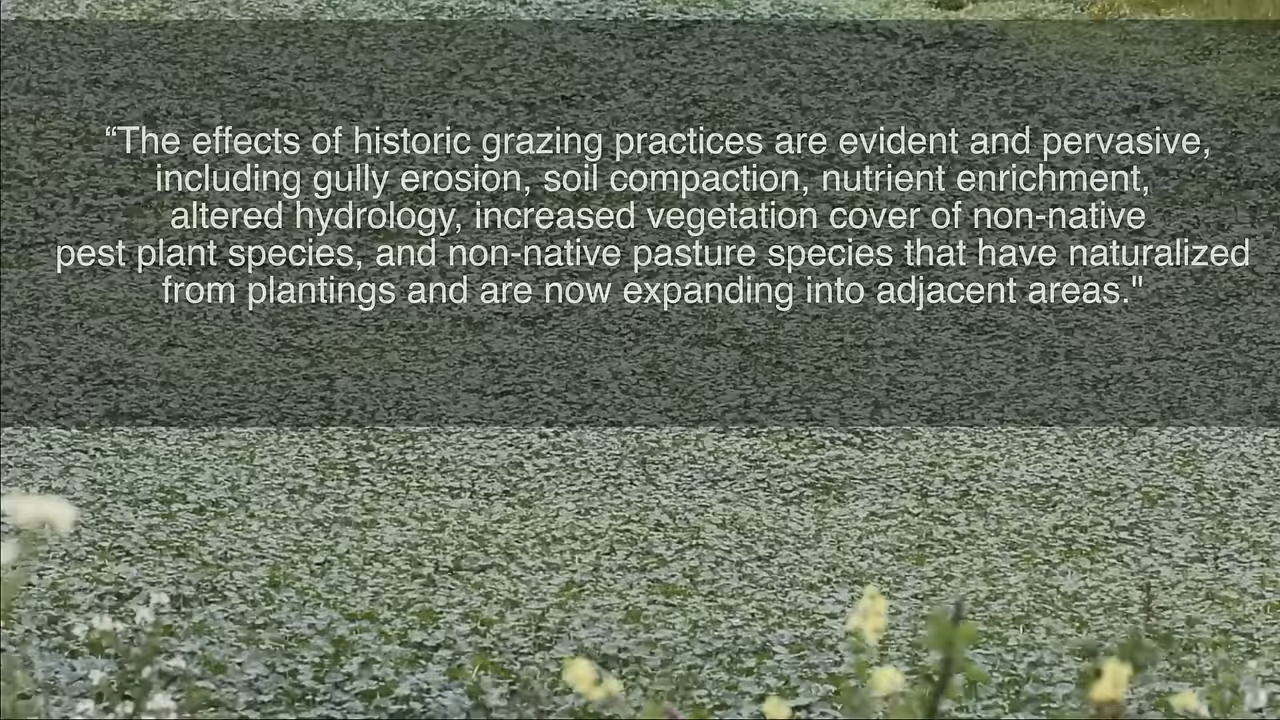 “The effects of historic grazing practices are evident and pervasive,
including gully erosion, soil compaction, nutrient enrichment,
altered hydrology, increased vegetation cover of non-native
pest plant species, and non-native pasture species that have naturalized
from plantings and are now expanding into adjacent areas."